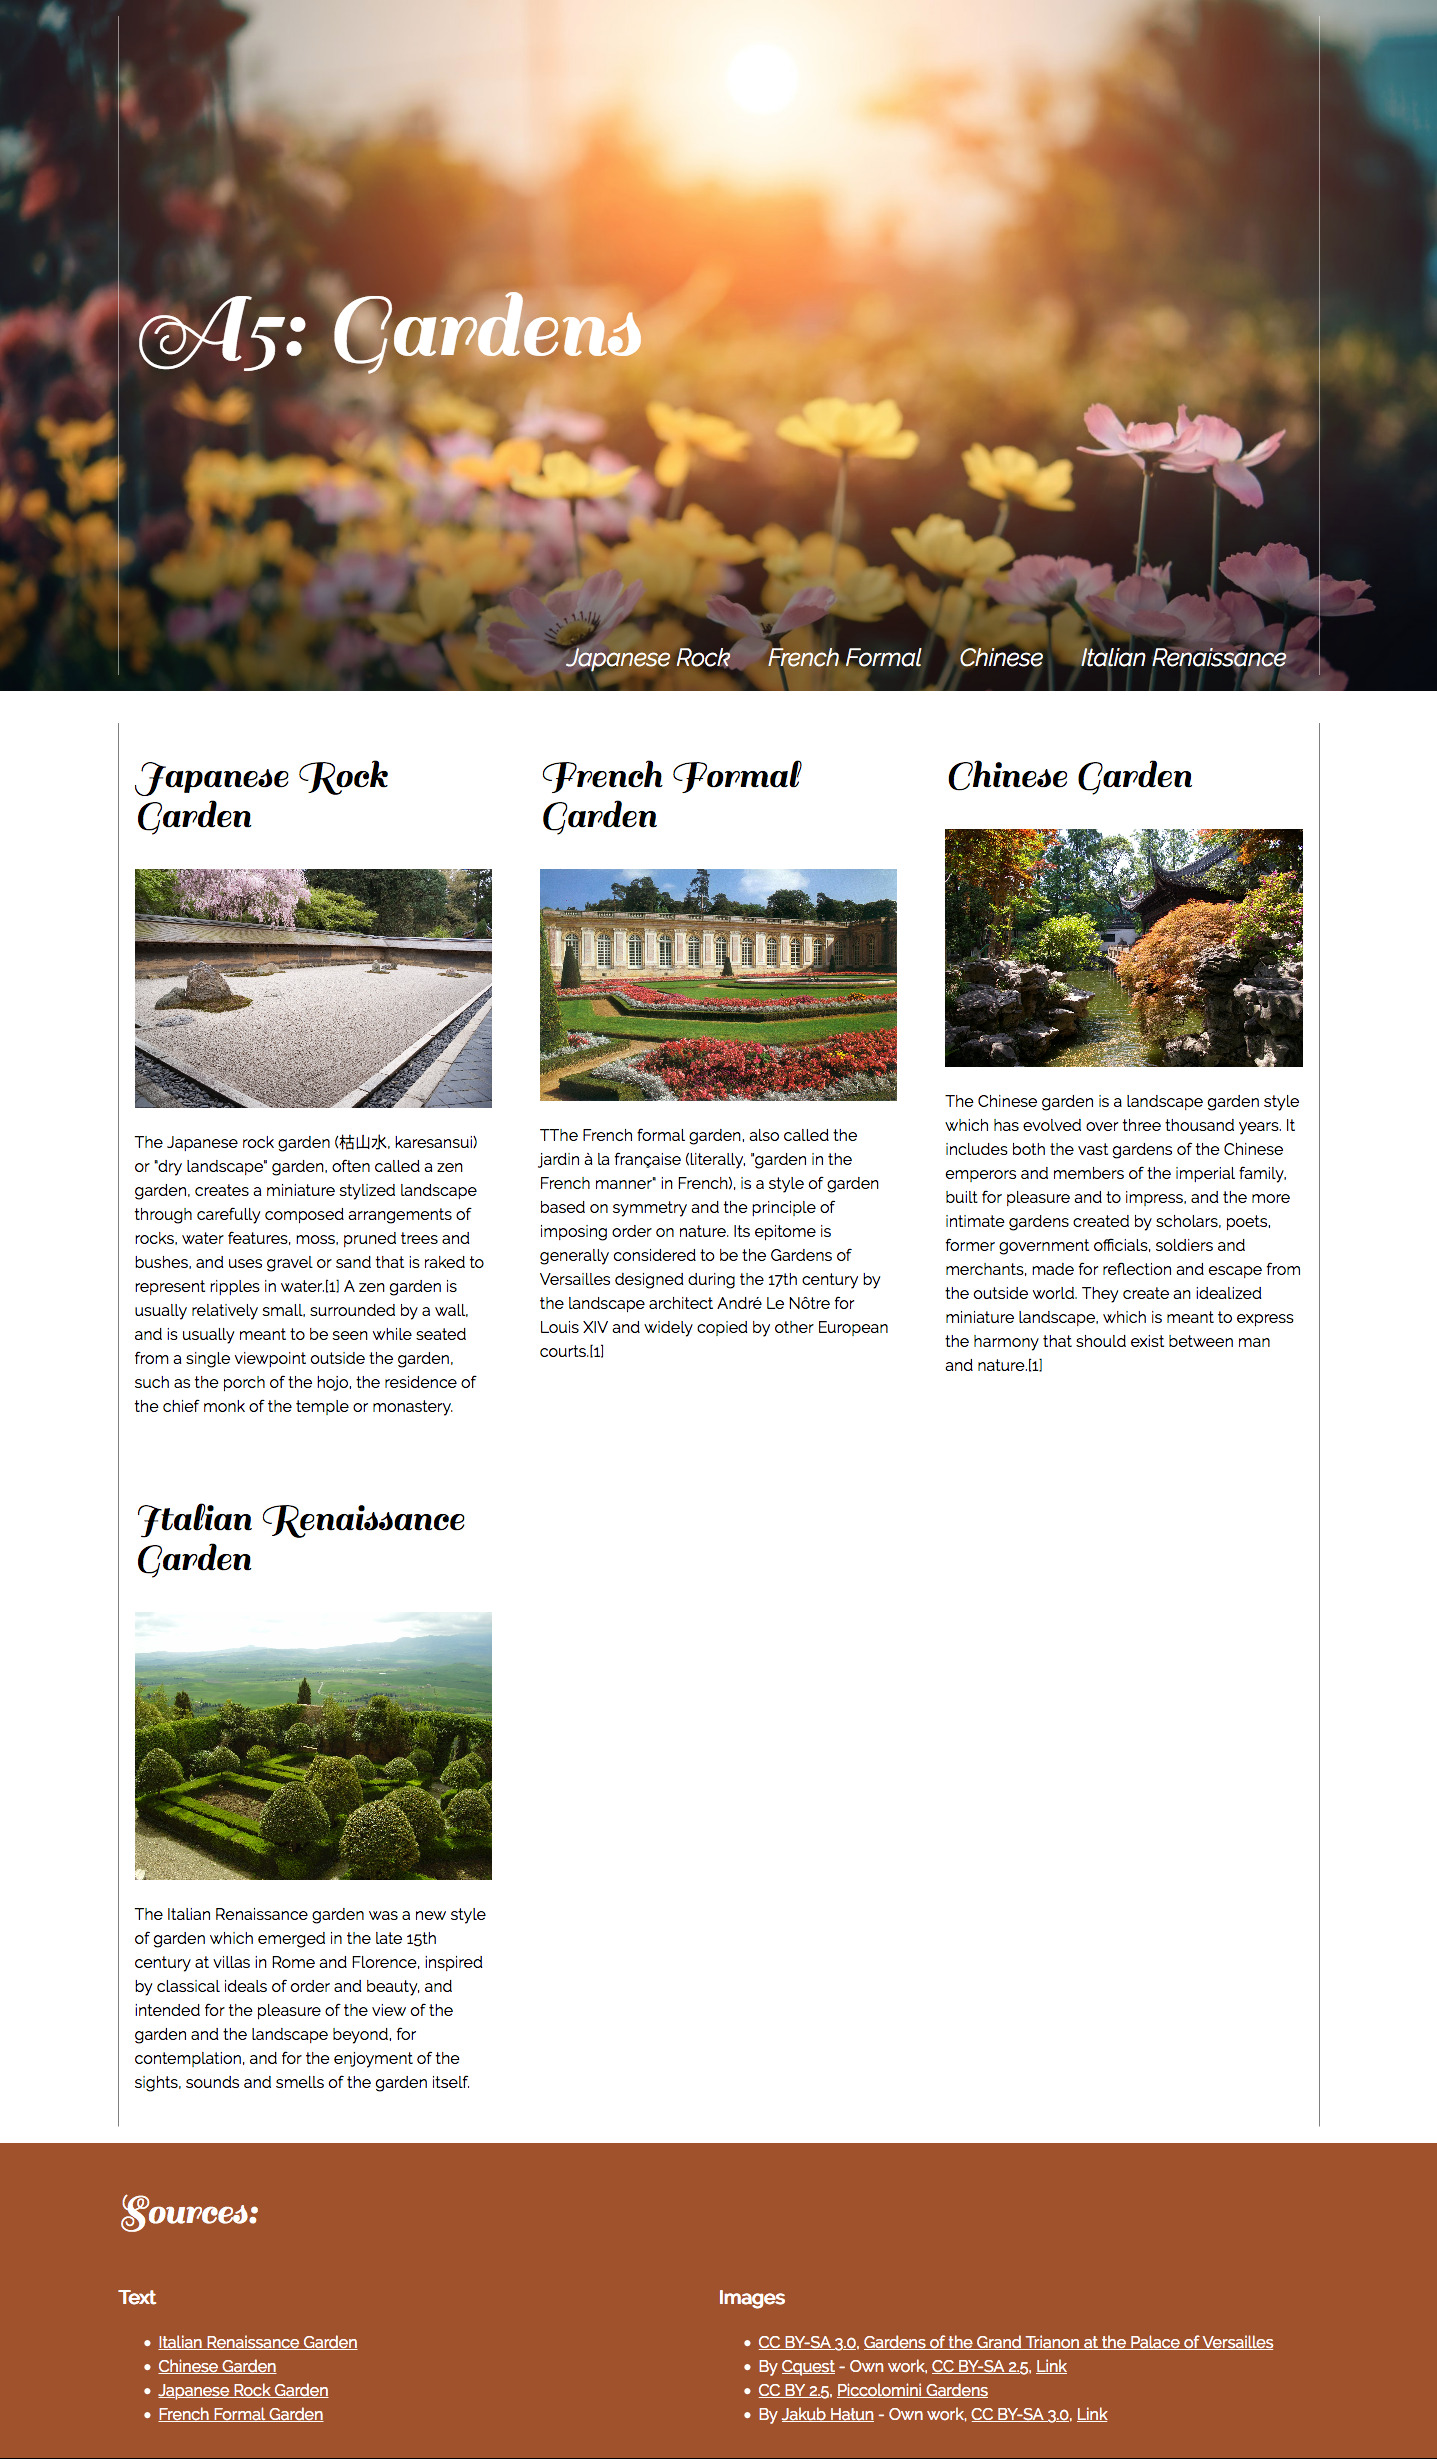 A5: Gardens
Japanese Rock French Formal Chinese Italian Renaissance
Japanese Rock
Garden
The Japanese rock garden (枯山水, karesansui)
or "dry landscape" garden, often called a zen
garden, creates a miniature stylized landscape
through carefully composed arrangements of
rocks, water features, moss, pruned trees and
bushes, and uses gravel or sand that is raked to
represent ripples in water.[1] A zen garden is
usually relatively small, surrounded by a wall,
and is usually meant to be seen while seated
from a single viewpoint outside the garden,
such as the porch of the hojo, the residence of
the chief monk of the temple or monastery.
French Formal
Garden
TThe French formal garden, also called the
jardin à la française (literally, "garden in the
French manner" in French), is a style of garden
based on symmetry and the principle of
imposing order on nature. Its epitome is
generally considered to be the Gardens of
Versailles designed during the 17th century by
the landscape architect André Le Nôtre for
Louis XIV and widely copied by other European
courts.[1]
Chinese Garden
The Chinese garden is a landscape garden style
which has evolved over three thousand years. It
includes both the vast gardens of the Chinese
emperors and members of the imperial family,
built for pleasure and to impress, and the more
intimate gardens created by scholars, poets,
former government officials, soldiers and
merchants, made for reflection and escape from
the outside world. They create an idealized
miniature landscape, which is meant to express
the harmony that should exist between man
and nature.[1]
Italian Renaissance
Garden
The Italian Renaissance garden was a new style
of garden which emerged in the late 15th
century at villas in Rome and Florence, inspired
by classical ideals of order and beauty, and
intended for the pleasure of the view of the
garden and the landscape beyond, for
contemplation, and for the enjoyment of the
sights, sounds and smells of the garden itself.
Sources:
Text
• Italian Renaissance Garden
• Chinese Garden
• Japanese Rock Garden
• French Formal Garden
Images
• CC BY-SA 3.0, Gardens of the Grand Trianon at the Palace of Versailles
• By Cquest - Own work, CC BY-SA 2.5, Link
• CC BY 2.5, Piccolomini Gardens
• By Jakub Hałun - Own work, CC BY-SA 3.0, Link